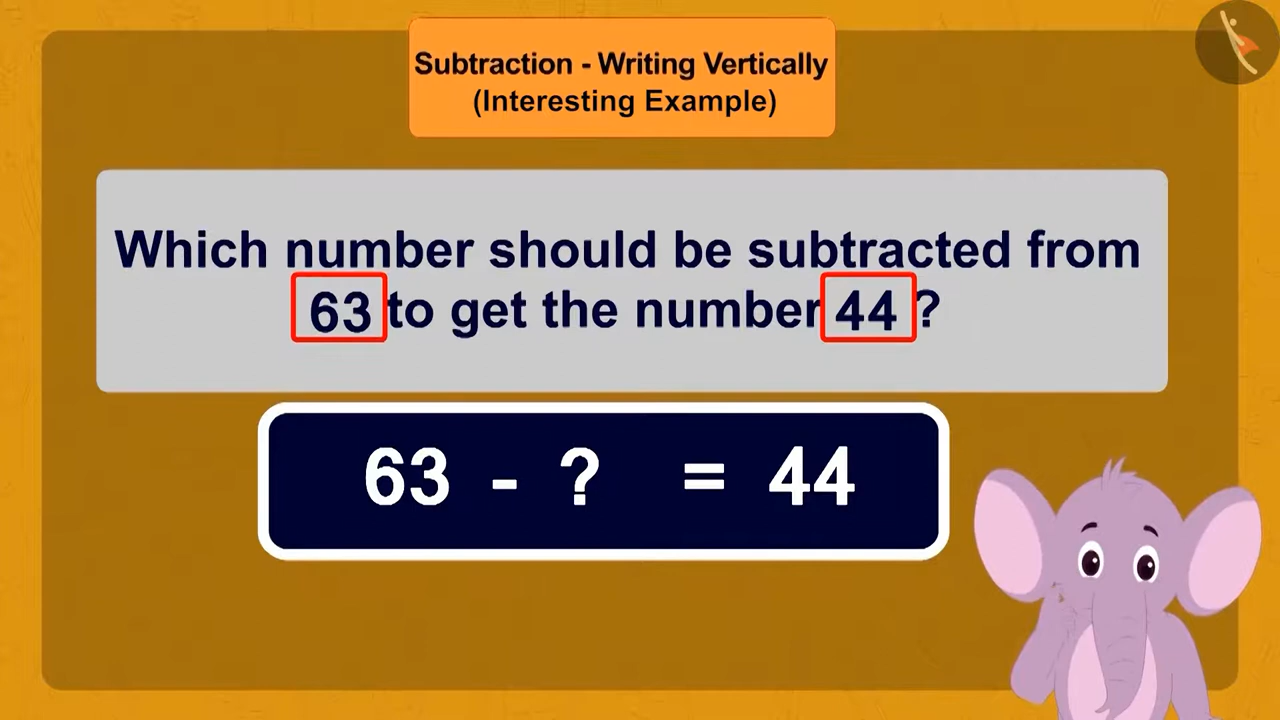 Subtraction - Writing Vertically
(Interesting Example)
Which number should be subtracted from
63 to get the number 44 ?
63 - ? = 44